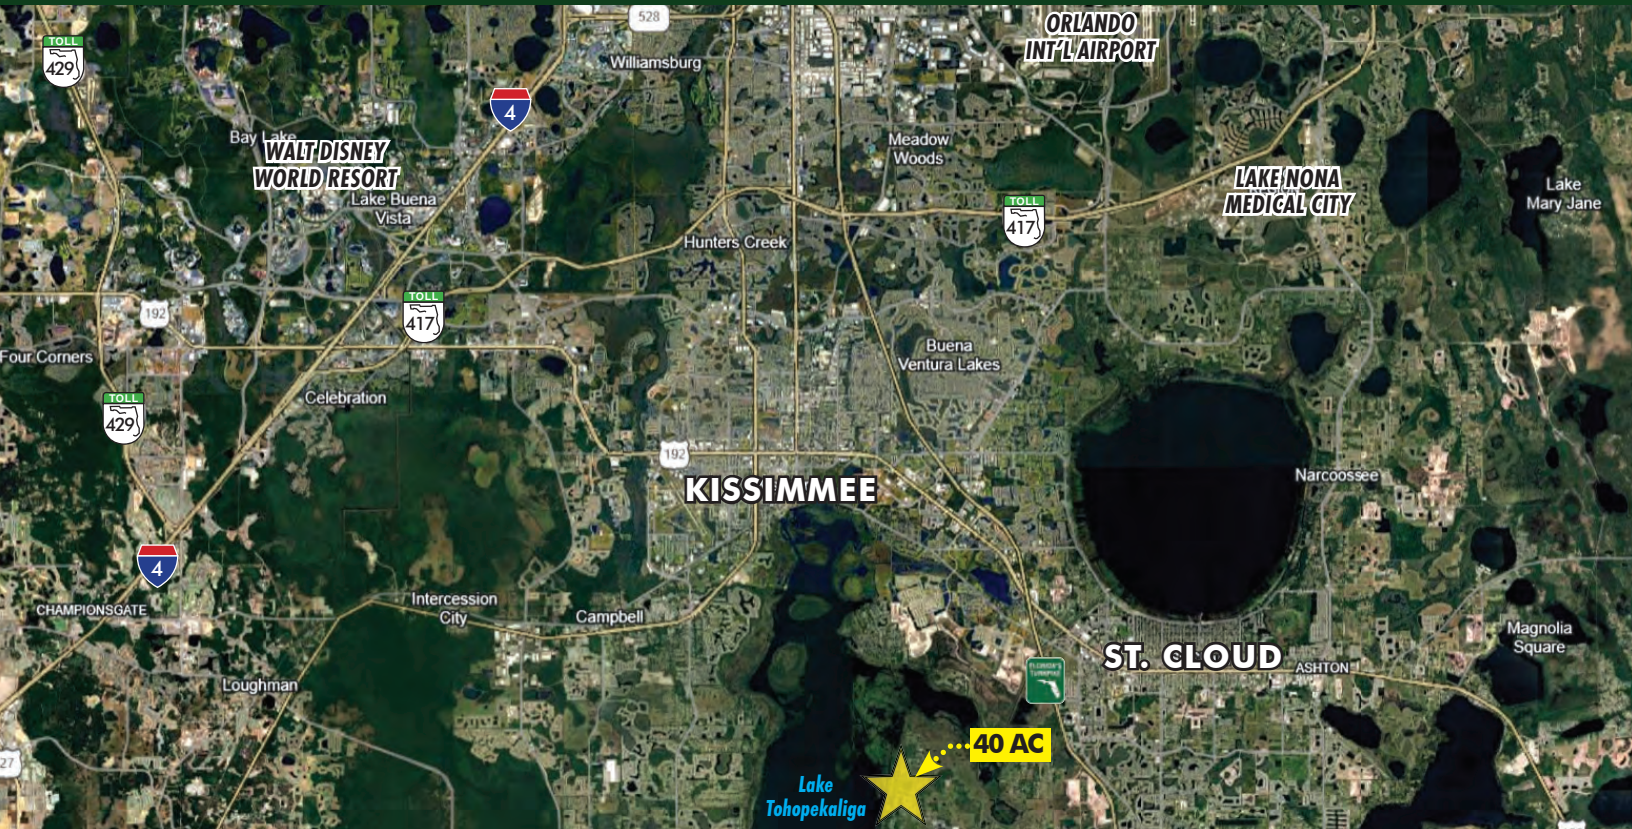 528
ORLANDO
INT'L AIRPORT
TOLL
429
Williamsburg
4
Bay Lake
WALT DISNEY
WORLD RESORT
Meadow
Woods
LAKE NONA
MEDICAL CITY
Lake
Mary Jane
Lake Buena
Vista
TOLL
417
Hunters Creek
TOLL
417
192
Four Corners
Buena
Ventura Lakes
Celebration
TOLL
429
192
KISSIMMEE
Narcoossee
4
CHAMPIONSGATE
Intercession
City
Campbell
Magnolia
Square
ST. CLOUD
ASHTON
FLORIDA'S
TURNPIKE
Loughman
40 AC
27
Lake
Tohopekaliga